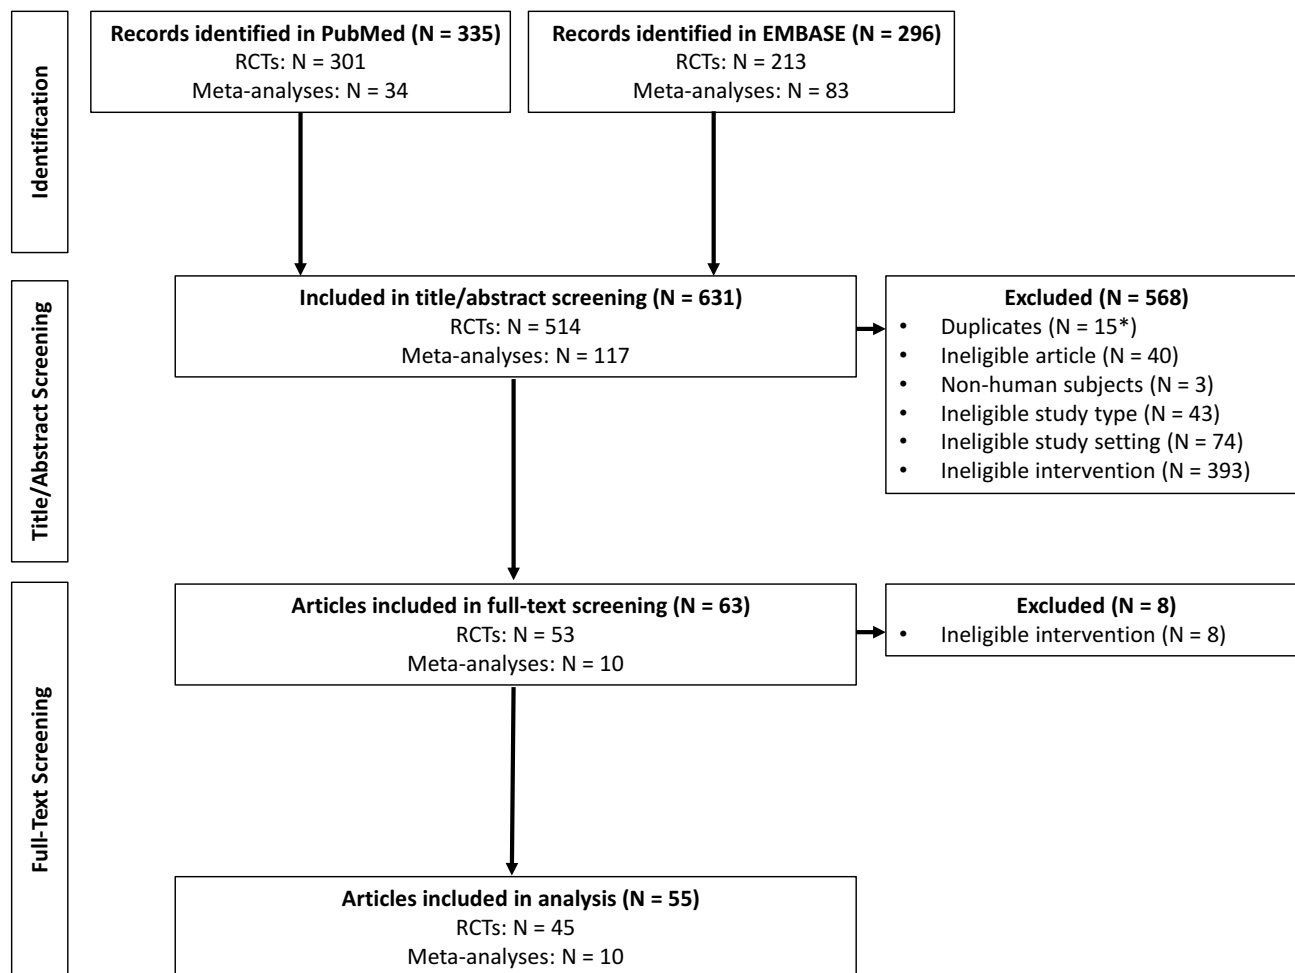 Identification
Records identified in PubMed (N = 335)
RCTs: N = 301
Meta-analyses: N = 34
Records identified in EMBASE (N = 296)
RCTs: N = 213
Meta-analyses: N = 83
Title/Abstract Screening
Included in title/abstract screening (N = 631)
RCTs: N = 514
Meta-analyses: N = 117
Excluded (N = 568)
• Duplicates (N = 15*)
• Ineligible article (N = 40)
• Non-human subjects (N = 3)
• Ineligible study type (N = 43)
• Ineligible study setting (N = 74)
• Ineligible intervention (N = 393)
Full-Text Screening
Articles included in full-text screening (N = 63)
RCTs: N = 53
Meta-analyses: N = 10
Excluded (N = 8)
• Ineligible intervention (N = 8)
Articles included in analysis (N = 55)
RCTs: N = 45
Meta-analyses: N = 10